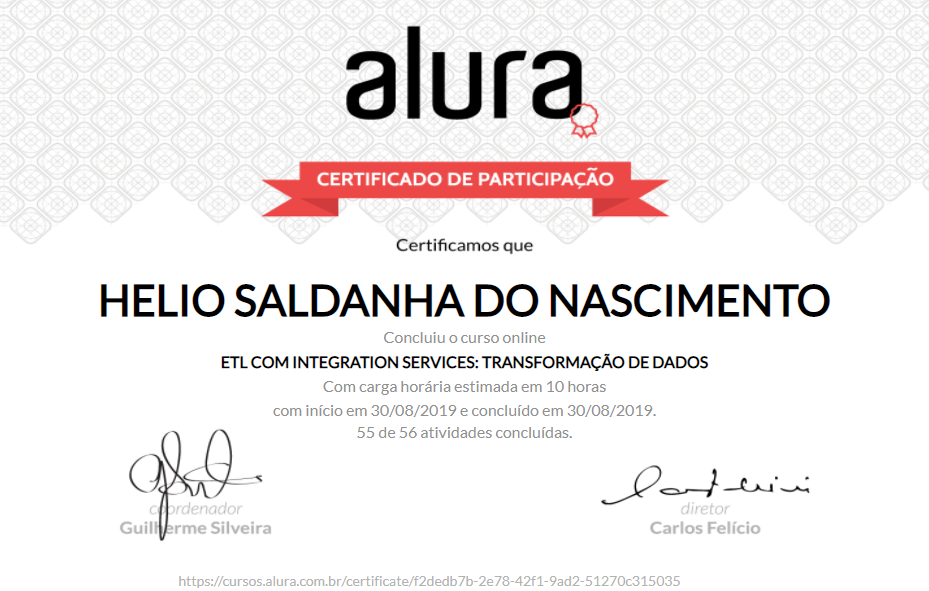 alura
CERTIFICADO DE PARTICIPAÇÃO
Certificamos que
HELIO SALDANHA DO NASCIMENTO
Concluiu o curso online
ETL COM INTEGRATION SERVICES: TRANSFORMAÇÃO DE DADOS
Com carga horária estimada em 10 horas
com início em 30/08/2019 e concluído em 30/08/2019.
55 de 56 atividades concluídas.
coordenador
Guilherme Silveira
diretor
Carlos Felício
https://cursos.alura.com.br/certificate/f2dedb7b-2e78-42f1-9ad2-51270c315035